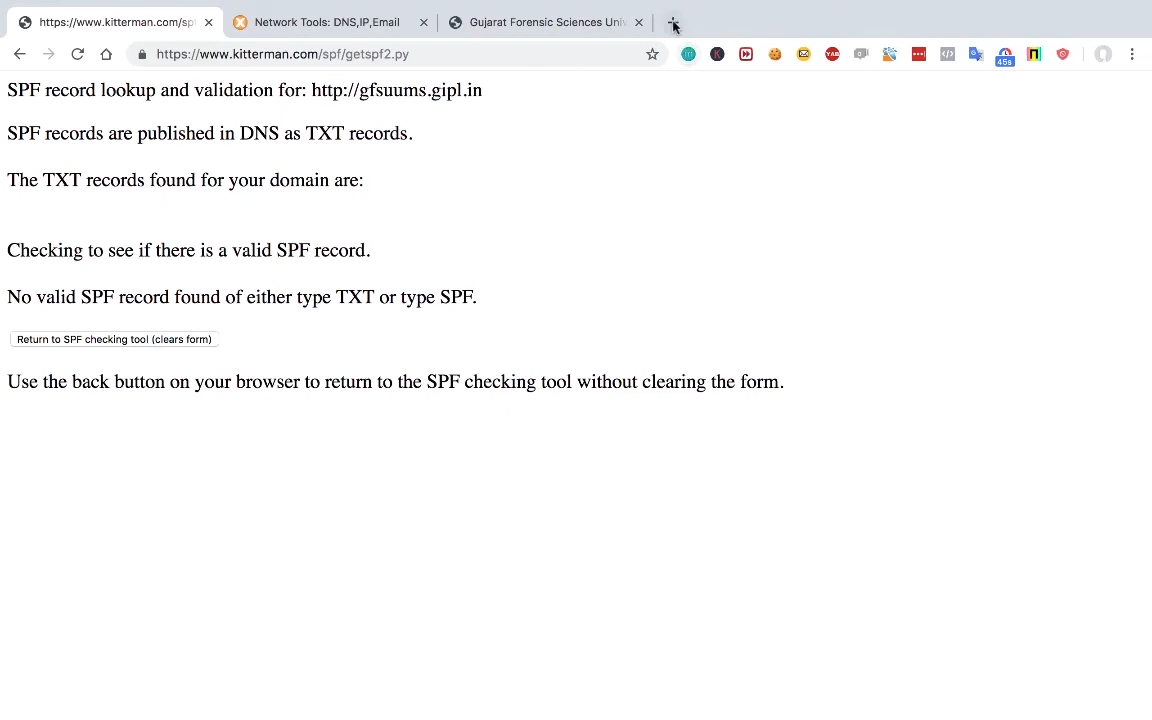 https://www.kitterman.com/sp
Network Tools: DNS,IP,Email
Gujarat Forensic Sciences Univ
https://www.kitterman.com/spf/getspf2.py
YAB
0
45s
SPF record lookup and validation for: http://gfsuums.gipl.in
SPF records are published in DNS as TXT records.
The TXT records found for your domain are:
Checking to see if there is a valid SPF record.
No valid SPF record found of either type TXT or type SPF.
Return to SPF checking tool (clears form)
Use the back button on your browser to return to the SPF checking tool without clearing the form.